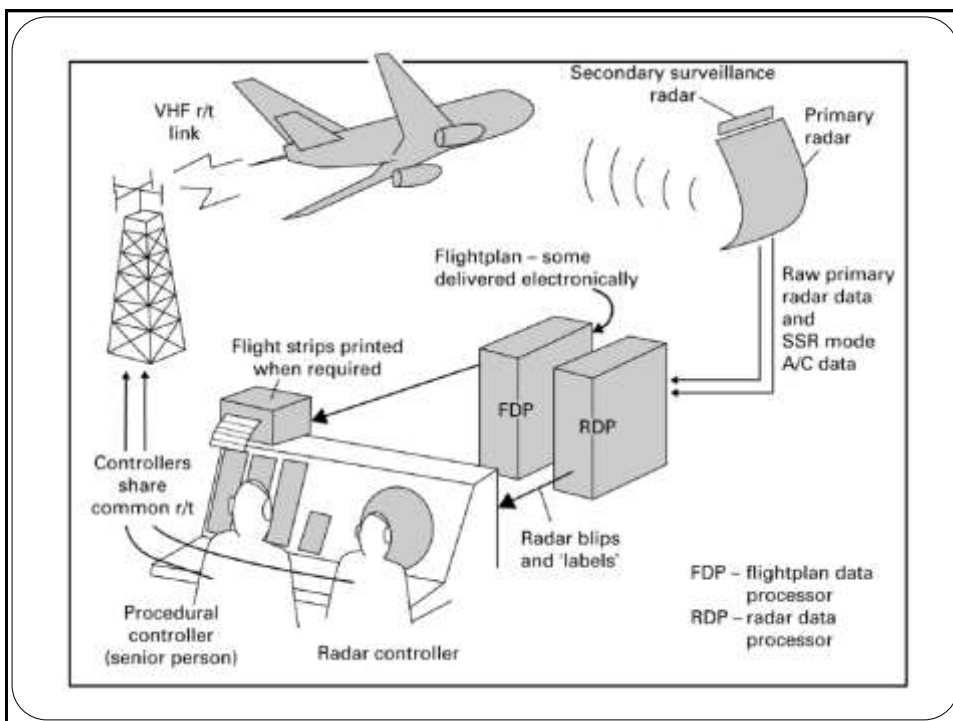 Secondary surveillance
radar
Primary
radar
VHF r/t
link
Flightplan – some
delivered electronically
Raw primary
radar data
and
SSR mode
A/C data
Flight strips printed
when required
FDP
RDP
Controllers
share
common r/t
Radar blips
and 'labels'
FDP – flightplan data
processor
RDP – radar data
processor
Procedural
controller
(senior person)
Radar controller